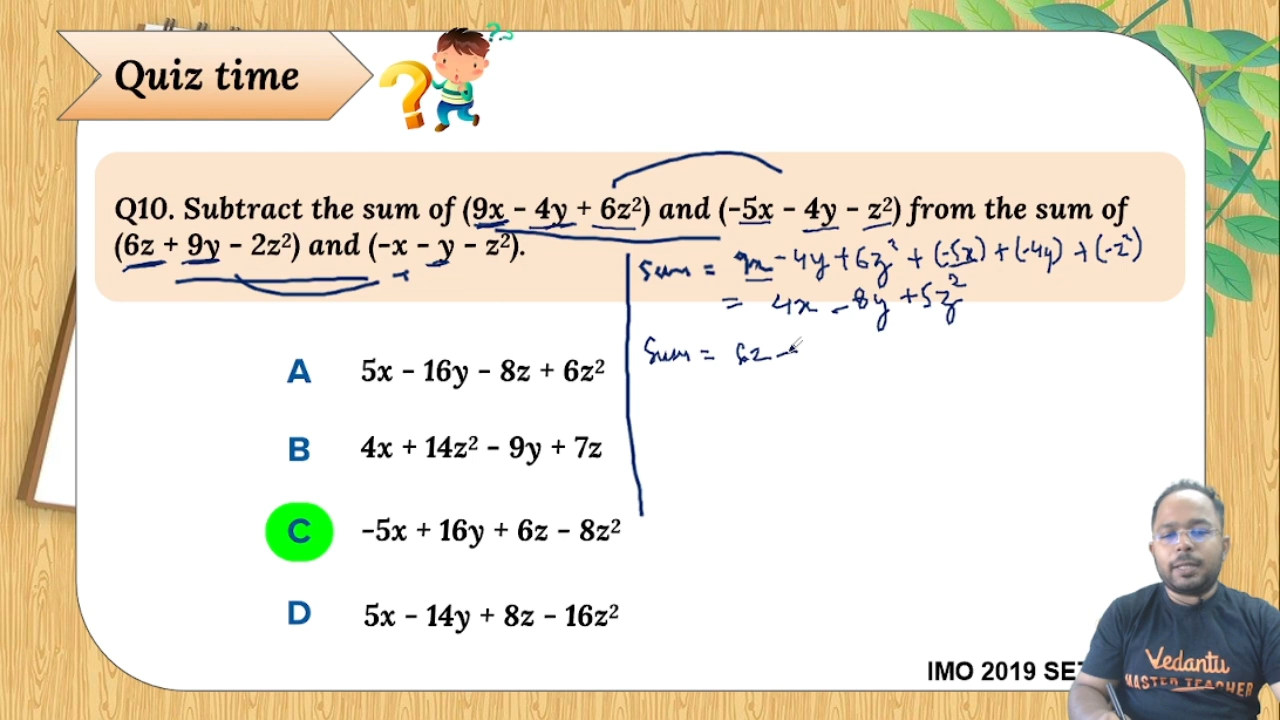 Quiz time
Q10. Subtract the sum of (9x - 4y + 6z²) and (-5x - 4y - z²) from the sum of
(6z + 9y - 2z²) and (-x - y - z²).
Sum = 9x - 4y + 6z² + (-5x) + (-4y) + (-z²)
= 4x - 8y + 5z²
Sum = 6z -
A 5x - 16y - 8z + 6z²
B 4x + 14z² - 9y + 7z
C -5x + 16y + 6z - 8z²
D 5x - 14y + 8z - 16z²
IMO 2019 SET
Vedantu
MASTER TEACHER